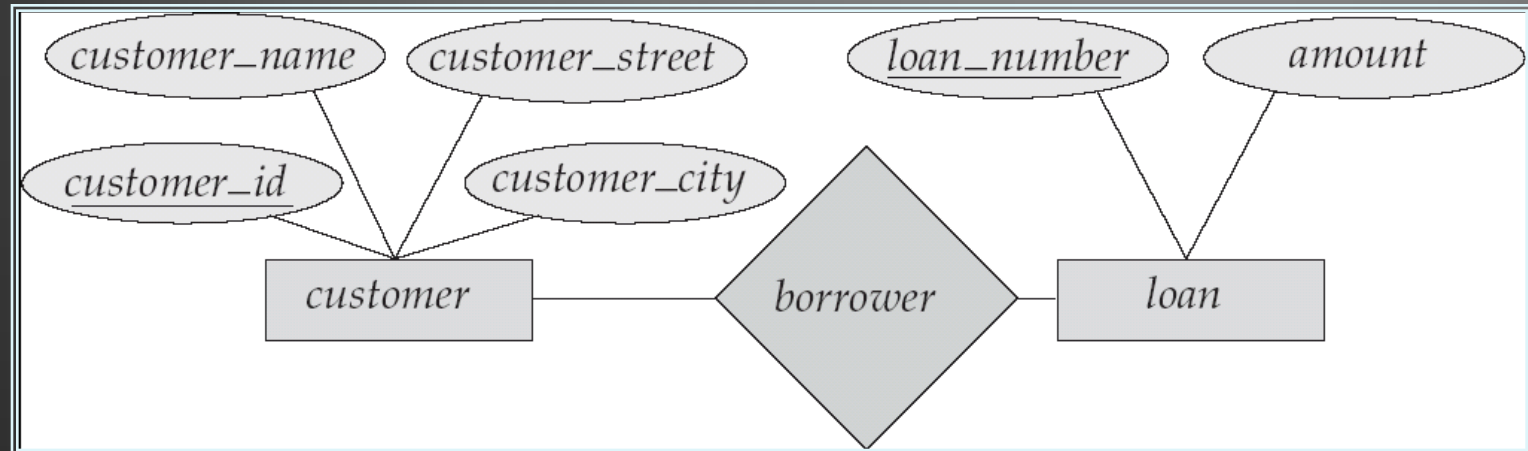 customer_name
customer_street
loan_number
amount
customer_id
customer_city
customer
borrower
loan